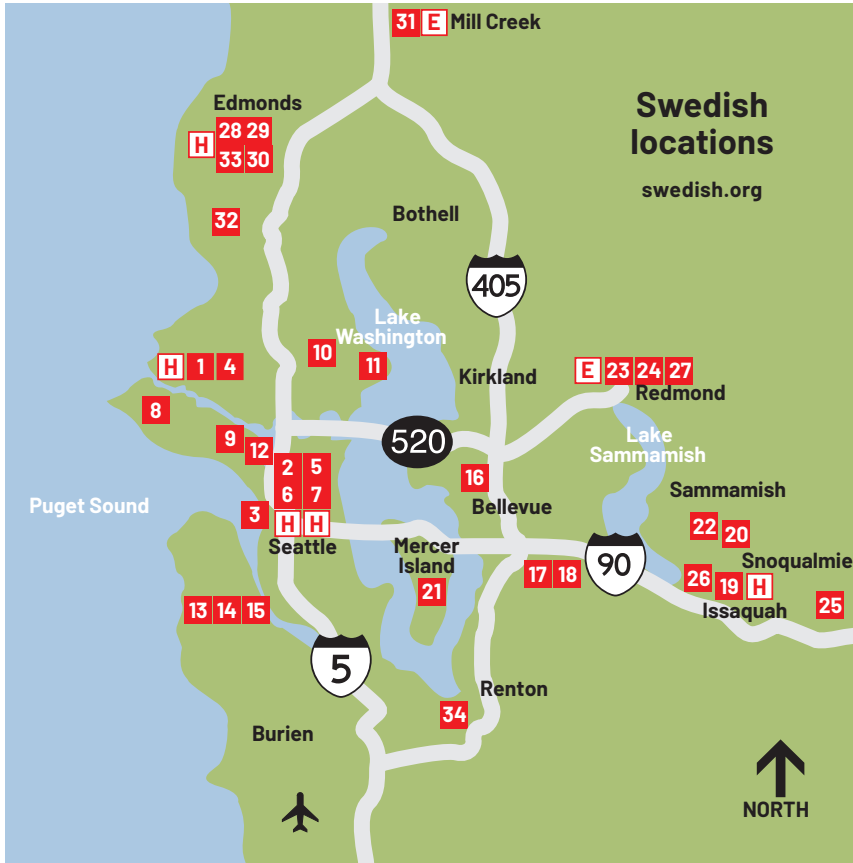 31 E Mill Creek
Swedish
locations
swedish.org
Edmonds
28 29
H
33 30
32
Bothell
405
Lake
Washington
H 1 4
10
11
Kirkland
E 23 24 27
Redmond
8
9
12
520
Lake
Sammamish
2 5
6 7
16
Bellevue
Puget Sound
3
H H
Seattle
Sammamish
22 20
Mercer
Island
21
17 18
90
Snoqualmie
26 19 H
Issaquah
25
13 14 15
5
Renton
34
Burien
NORTH